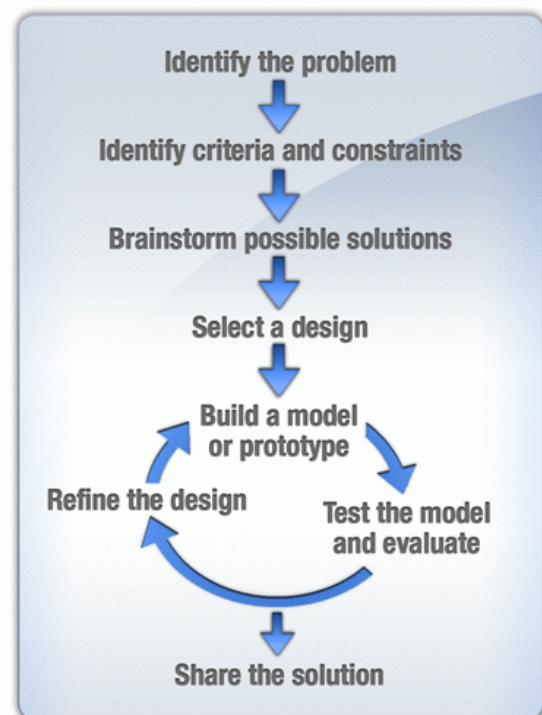 Identify the problem
Identify criteria and constraints
Brainstorm possible solutions
Select a design
Build a model
or prototype
Refine the design
Test the model
and evaluate
Share the solution